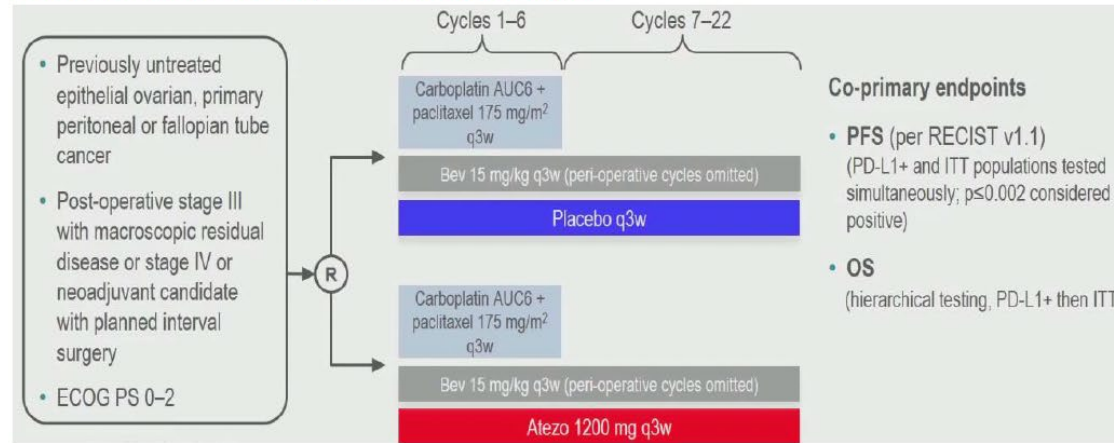 Cycles 1–6
Cycles 7–22
• Previously untreated
epithelial ovarian, primary
peritoneal or fallopian tube
cancer
• Post-operative stage III
with macroscopic residual
disease or stage IV or
neoadjuvant candidate
with planned interval
surgery
• ECOG PS 0–2
R
Carboplatin AUC6 +
paclitaxel 175 mg/m²
q3w
Bev 15 mg/kg q3w (peri-operative cycles omitted)
Placebo q3w
Carboplatin AUC6 +
paclitaxel 175 mg/m²
q3w
Bev 15 mg/kg q3w (peri-operative cycles omitted)
Atezo 1200 mg q3w
Co-primary endpoints
• PFS (per RECIST v1.1)
(PD-L1+ and ITT populations tested
simultaneously; p≤0.002 considered
positive)
• OS
(hierarchical testing, PD-L1+ then ITT